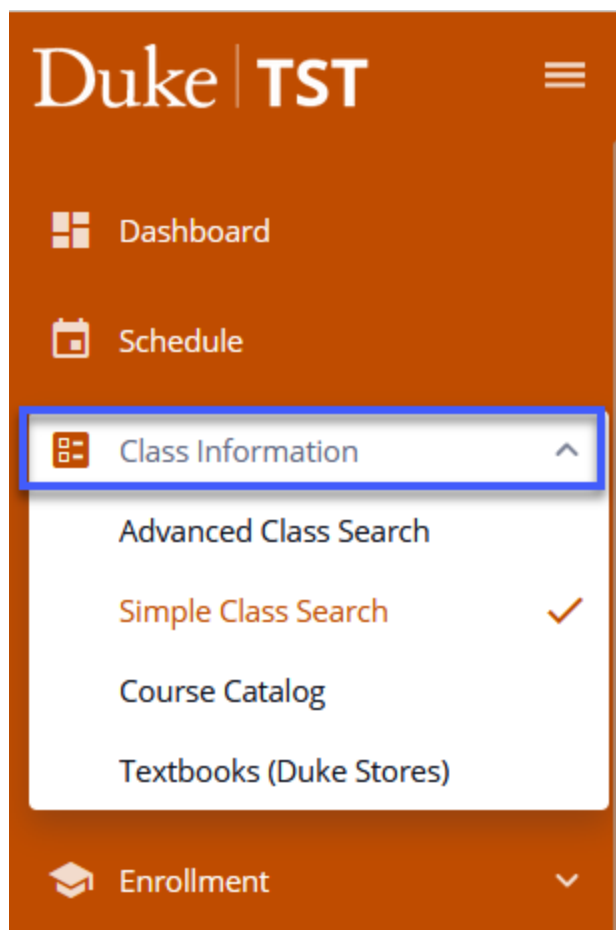 Duke TST
Dashboard
Schedule
Class Information
Advanced Class Search
Simple Class Search
Course Catalog
Textbooks (Duke Stores)
Enrollment